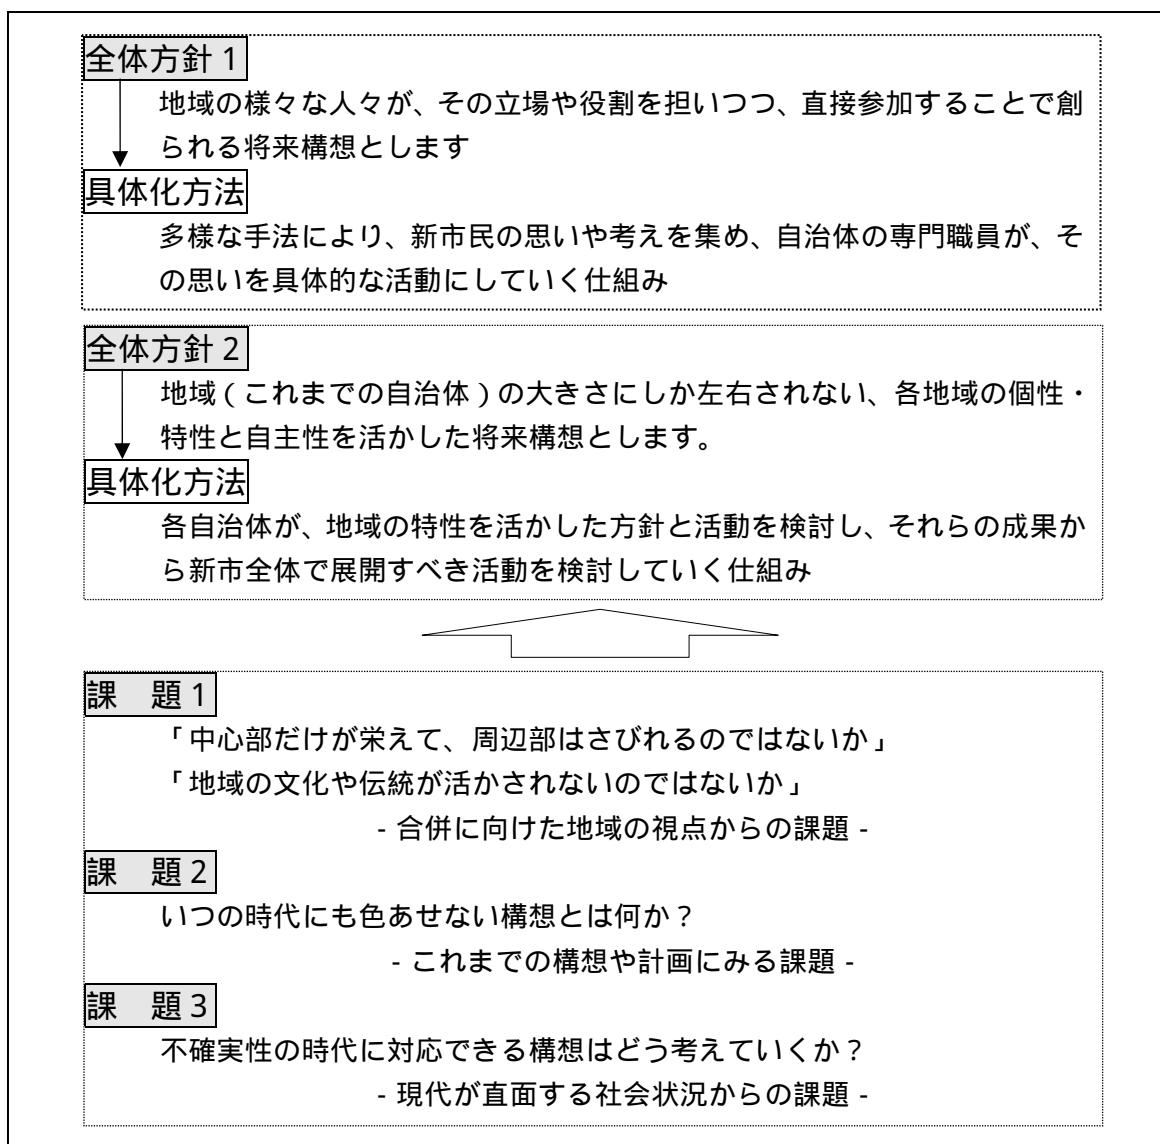 全体方針1
地域の様々な人々が、その立場や役割を担いつつ、直接参加することで創
られる将来構想とします
具体化方法
多様な手法により、新市民の思いや考えを集め、自治体の専門職員が、そ
の思いを具体的な活動にしていく仕組み
全体方針2
地域(これまでの自治体)の大きさにしか左右されない、各地域の個性・
特性と自主性を活かした将来構想とします。
具体化方法
各自治体が、地域の特性を活かした方針と活動を検討し、それらの成果か
ら新市全体で展開すべき活動を検討していく仕組み
課 題1
「中心部だけが栄えて、周辺部はさびれるのではないか」
「地域の文化や伝統が活かされないのではないか」
- 合併に向けた地域の視点からの課題 -
課 題2
いつの時代にも色あせない構想とは何か?
- これまでの構想や計画にみる課題 -
課 題3
不確実性の時代に対応できる構想はどう考えていくか?
- 現代が直面する社会状況からの課題 -